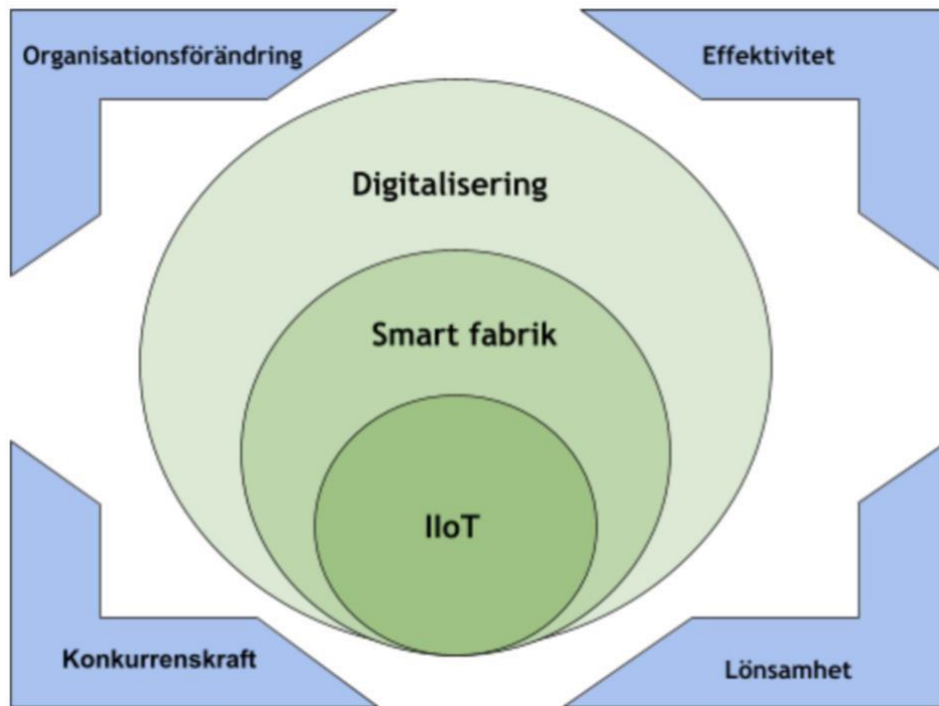 Organisationsförändring
Effektivitet
Digitalisering
Smart fabrik
IIoT
Konkurrenskraft
Lönsamhet